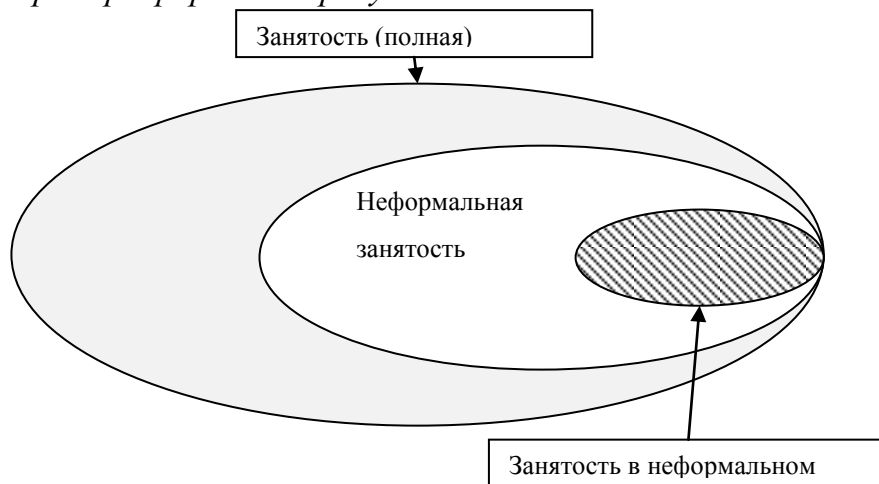 Занятость (полная)
Неформальная
занятость
Занятость в неформальном